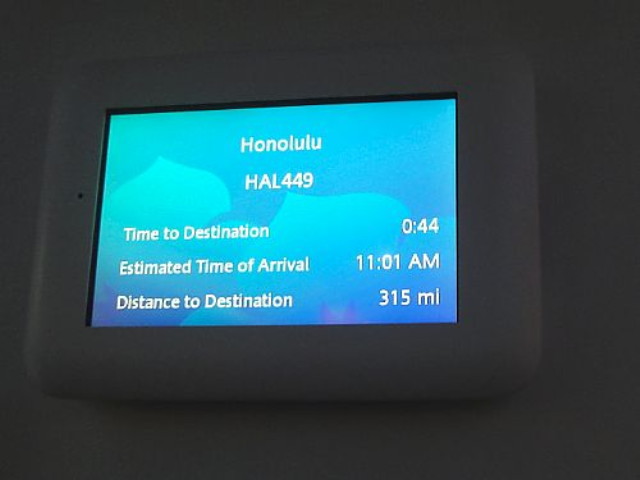 Honolulu
HAL449
Time to Destination 0:44
Estimated Time of Arrival 11:01 AM
Distance to Destination 315 mi